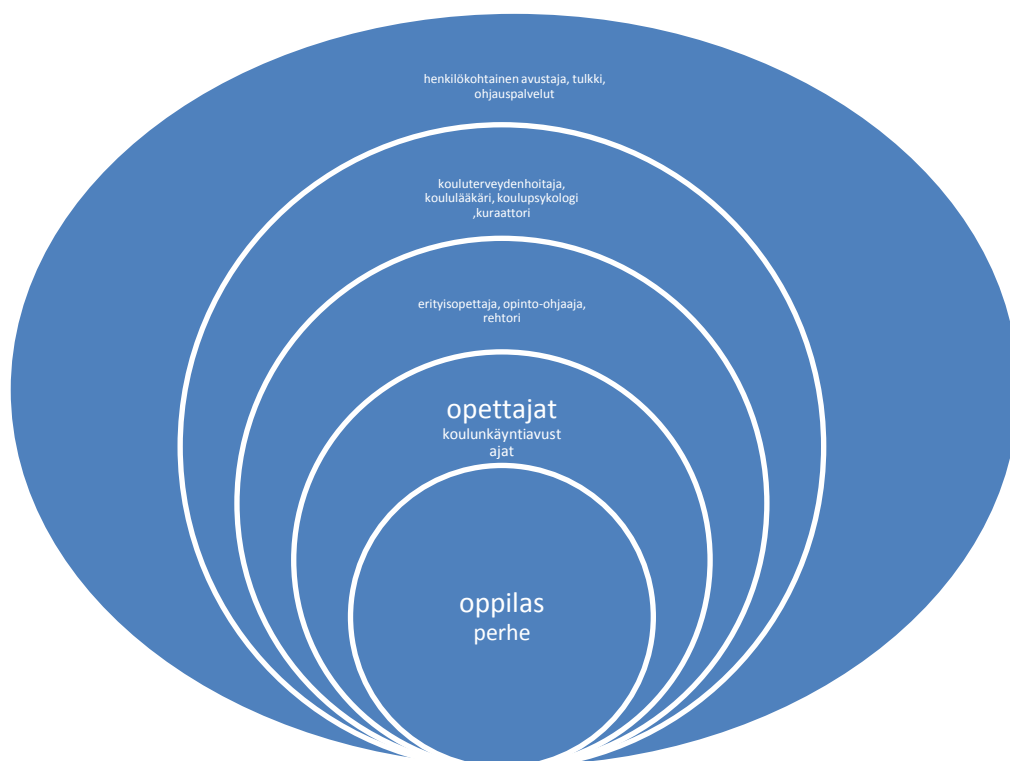 henkilökohtainen avustaja, tulkki,
ohjauspalvelut
kouluterveydenhoitaja,
koululääkäri, koulupsykologi
,kuraattori
erityisopettaja, opinto-ohjaaja,
rehtori
opettajat
koulunkäyntiavust
ajat
oppilas
perhe